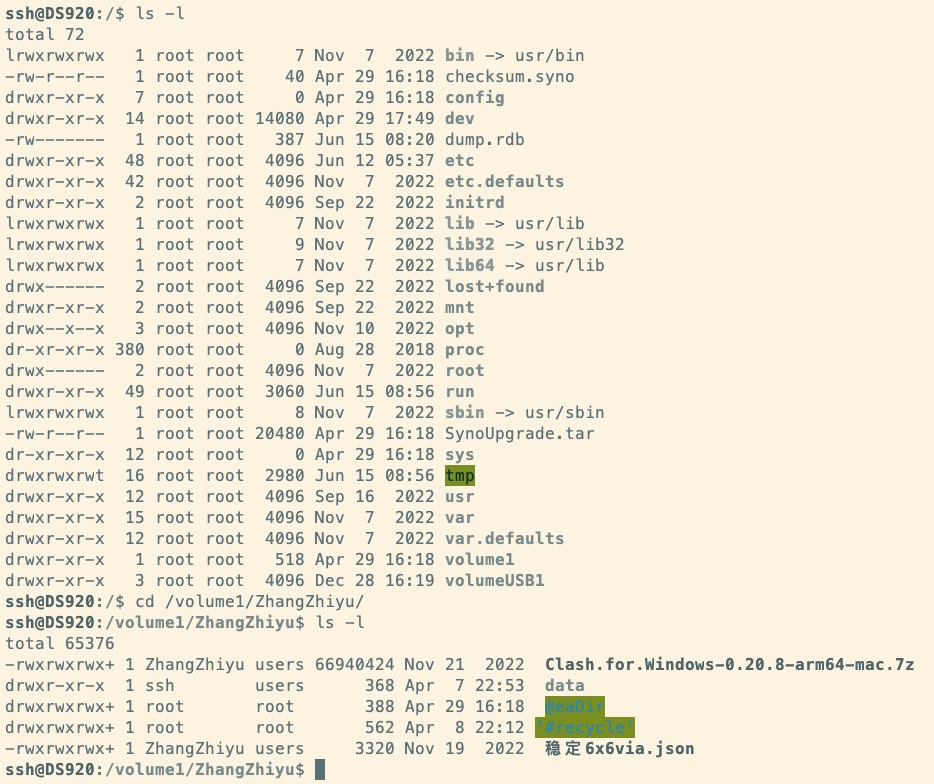 ssh@DS920:/$ ls -l
total 72
lrwxrwxrwx   1 root root     7 Nov  7  2022 bin -> usr/bin
-rw-r--r--   1 root root    40 Apr 29 16:18 checksum.syno
drwxr-xr-x   7 root root     0 Apr 29 16:18 config
drwxr-xr-x  14 root root 14080 Apr 29 17:49 dev
-rw-------   1 root root   387 Jun 15 08:20 dump.rdb
drwxr-xr-x  48 root root  4096 Jun 12 05:37 etc
drwxr-xr-x  42 root root  4096 Nov  7  2022 etc.defaults
drwxr-xr-x   2 root root  4096 Sep 22  2022 initrd
lrwxrwxrwx   1 root root     7 Nov  7  2022 lib -> usr/lib
lrwxrwxrwx   1 root root     9 Nov  7  2022 lib32 -> usr/lib32
lrwxrwxrwx   1 root root     7 Nov  7  2022 lib64 -> usr/lib
drwx------   2 root root  4096 Sep 22  2022 lost+found
drwxr-xr-x   2 root root  4096 Sep 22  2022 mnt
drwx--x--x   3 root root  4096 Nov 10  2022 opt
dr-xr-xr-x 380 root root     0 Aug 28  2018 proc
drwx------   2 root root  4096 Nov  7  2022 root
drwxr-xr-x  49 root root  3060 Jun 15 08:56 run
lrwxrwxrwx   1 root root     8 Nov  7  2022 sbin -> usr/sbin
-rw-r--r--   1 root root 20480 Apr 29 16:18 SynoUpgrade.tar
dr-xr-xr-x  12 root root     0 Apr 29 16:18 sys
drwxrwxrwt  16 root root  2980 Jun 15 08:56 tmp
drwxr-xr-x  12 root root  4096 Sep 16  2022 usr
drwxr-xr-x  15 root root  4096 Nov  7  2022 var
drwxr-xr-x  12 root root  4096 Nov  7  2022 var.defaults
drwxr-xr-x   1 root root   518 Apr 29 16:18 volume1
drwxr-xr-x   3 root root  4096 Dec 28 16:19 volumeUSB1
ssh@DS920:/$ cd /volume1/ZhangZhiyu/
ssh@DS920:/volume1/ZhangZhiyu$ ls -l
total 65376
-rwxrwxrwx+ 1 ZhangZhiyu users 66940424 Nov 21  2022  Clash.for.Windows-0.20.8-arm64-mac.7z
drwxr-xr-x  1 ssh        users      368 Apr  7 22:53  data
drwxrwxrwx+ 1 root       root       388 Apr 29 16:18  @eaDir
drwxrwxrwx+ 1 root       root       562 Apr  8 22:12 '#recycle'
-rwxrwxrwx+ 1 ZhangZhiyu users     3320 Nov 19  2022  稳定6x6via.json
ssh@DS920:/volume1/ZhangZhiyu$